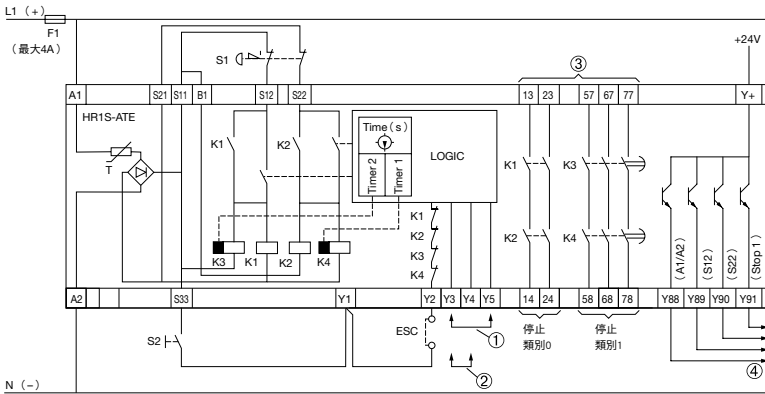 L1（+）
F1
（最大4A）
S1
③
+24V
A1
S21
S11
B1
S12
S22
13
23
57
67
77
Y+
HR1S-ATE
T
K1
K2
Time（s）
Timer 2
Timer 1
LOGIC
K1
K3
K1
K2
K3
K4
K2
K4
K3
K1
K2
K4
（A1/A2）
（S12）
（S22）
（Stop 1）
A2
S33
Y1
Y2
Y3
Y4
Y5
14
24
58
68
78
Y88
Y89
Y90
Y91
S2
ESC
①
②
停止
類別0
停止
類別1
④
N（−）